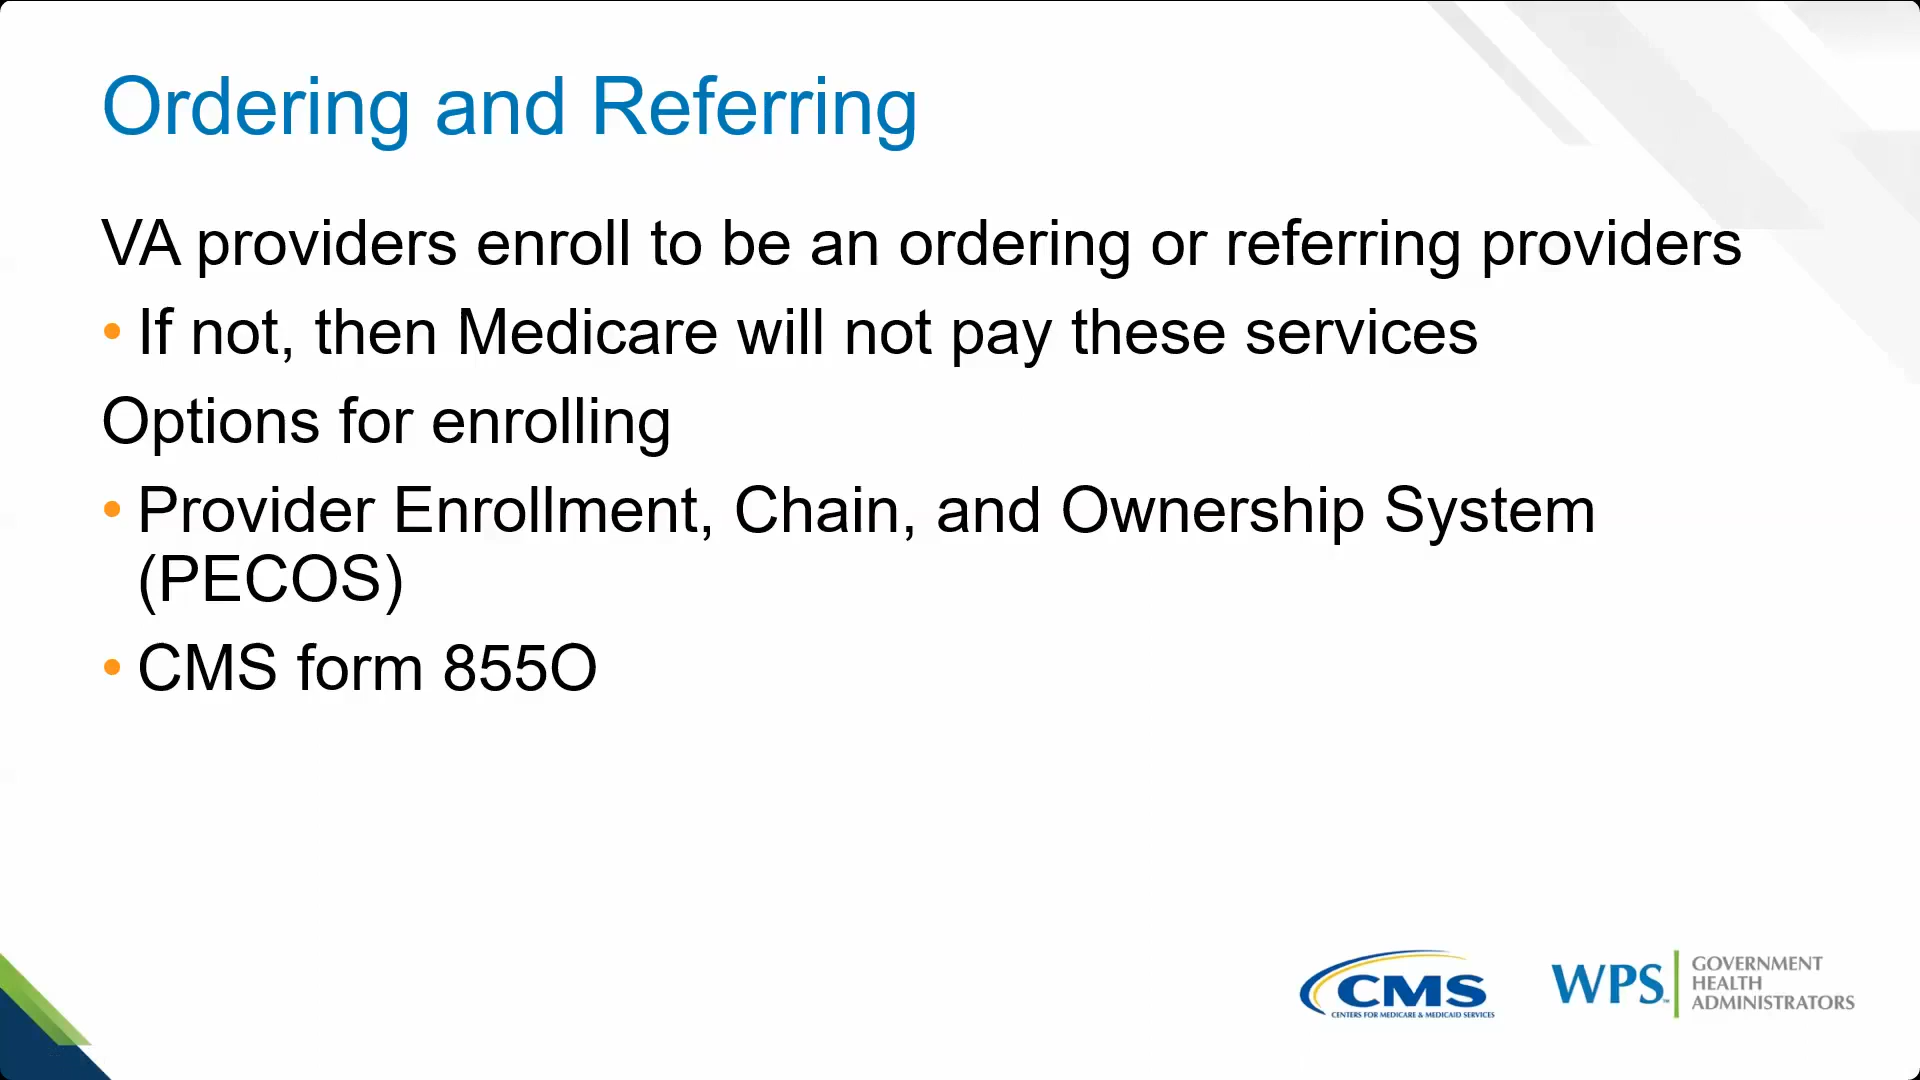 Ordering and Referring
VA providers enroll to be an ordering or referring providers
• If not, then Medicare will not pay these services
Options for enrolling
• Provider Enrollment, Chain, and Ownership System
(PECOS)
• CMS form 855O
CMS
CENTERS FOR MEDICARE & MEDICAID SERVICES
WPS™
GOVERNMENT
HEALTH
ADMINISTRATORS